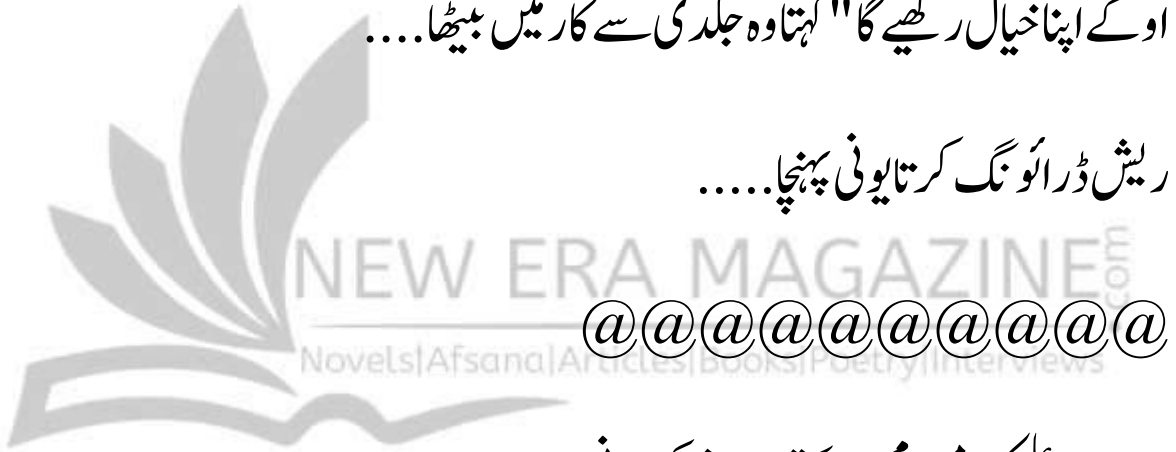 اوکے اپنا خیال رکھیے گا" کہتا وہ جلدی سے کار میں بیٹھا....
ریش ڈرائونگ کرتا یونی پہنچا.....
NEW ERA MAGAZINE.com
@@@@@@@@@@@
Novels|Afsana|Articles|Books|Poetry|Interviews